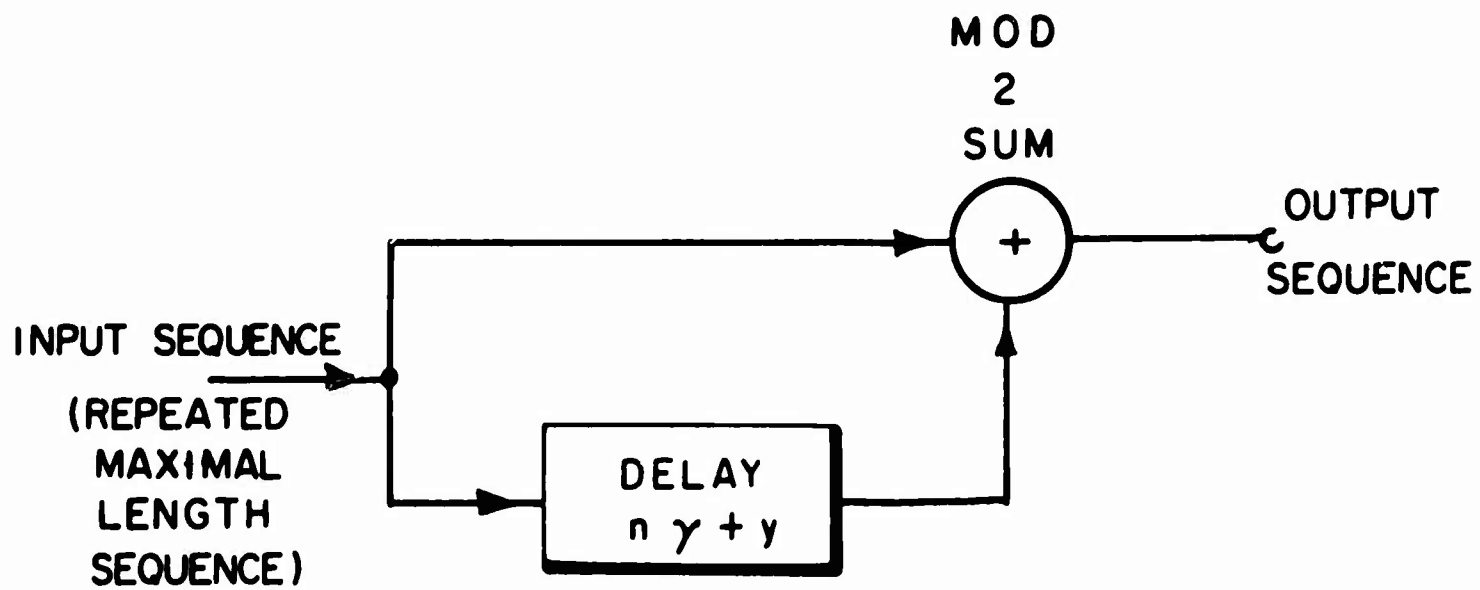 MOD
2
SUM
+
OUTPUT
SEQUENCE
INPUT SEQUENCE
(REPEATED
MAXIMAL
LENGTH
SEQUENCE)
DELAY
n γ + y